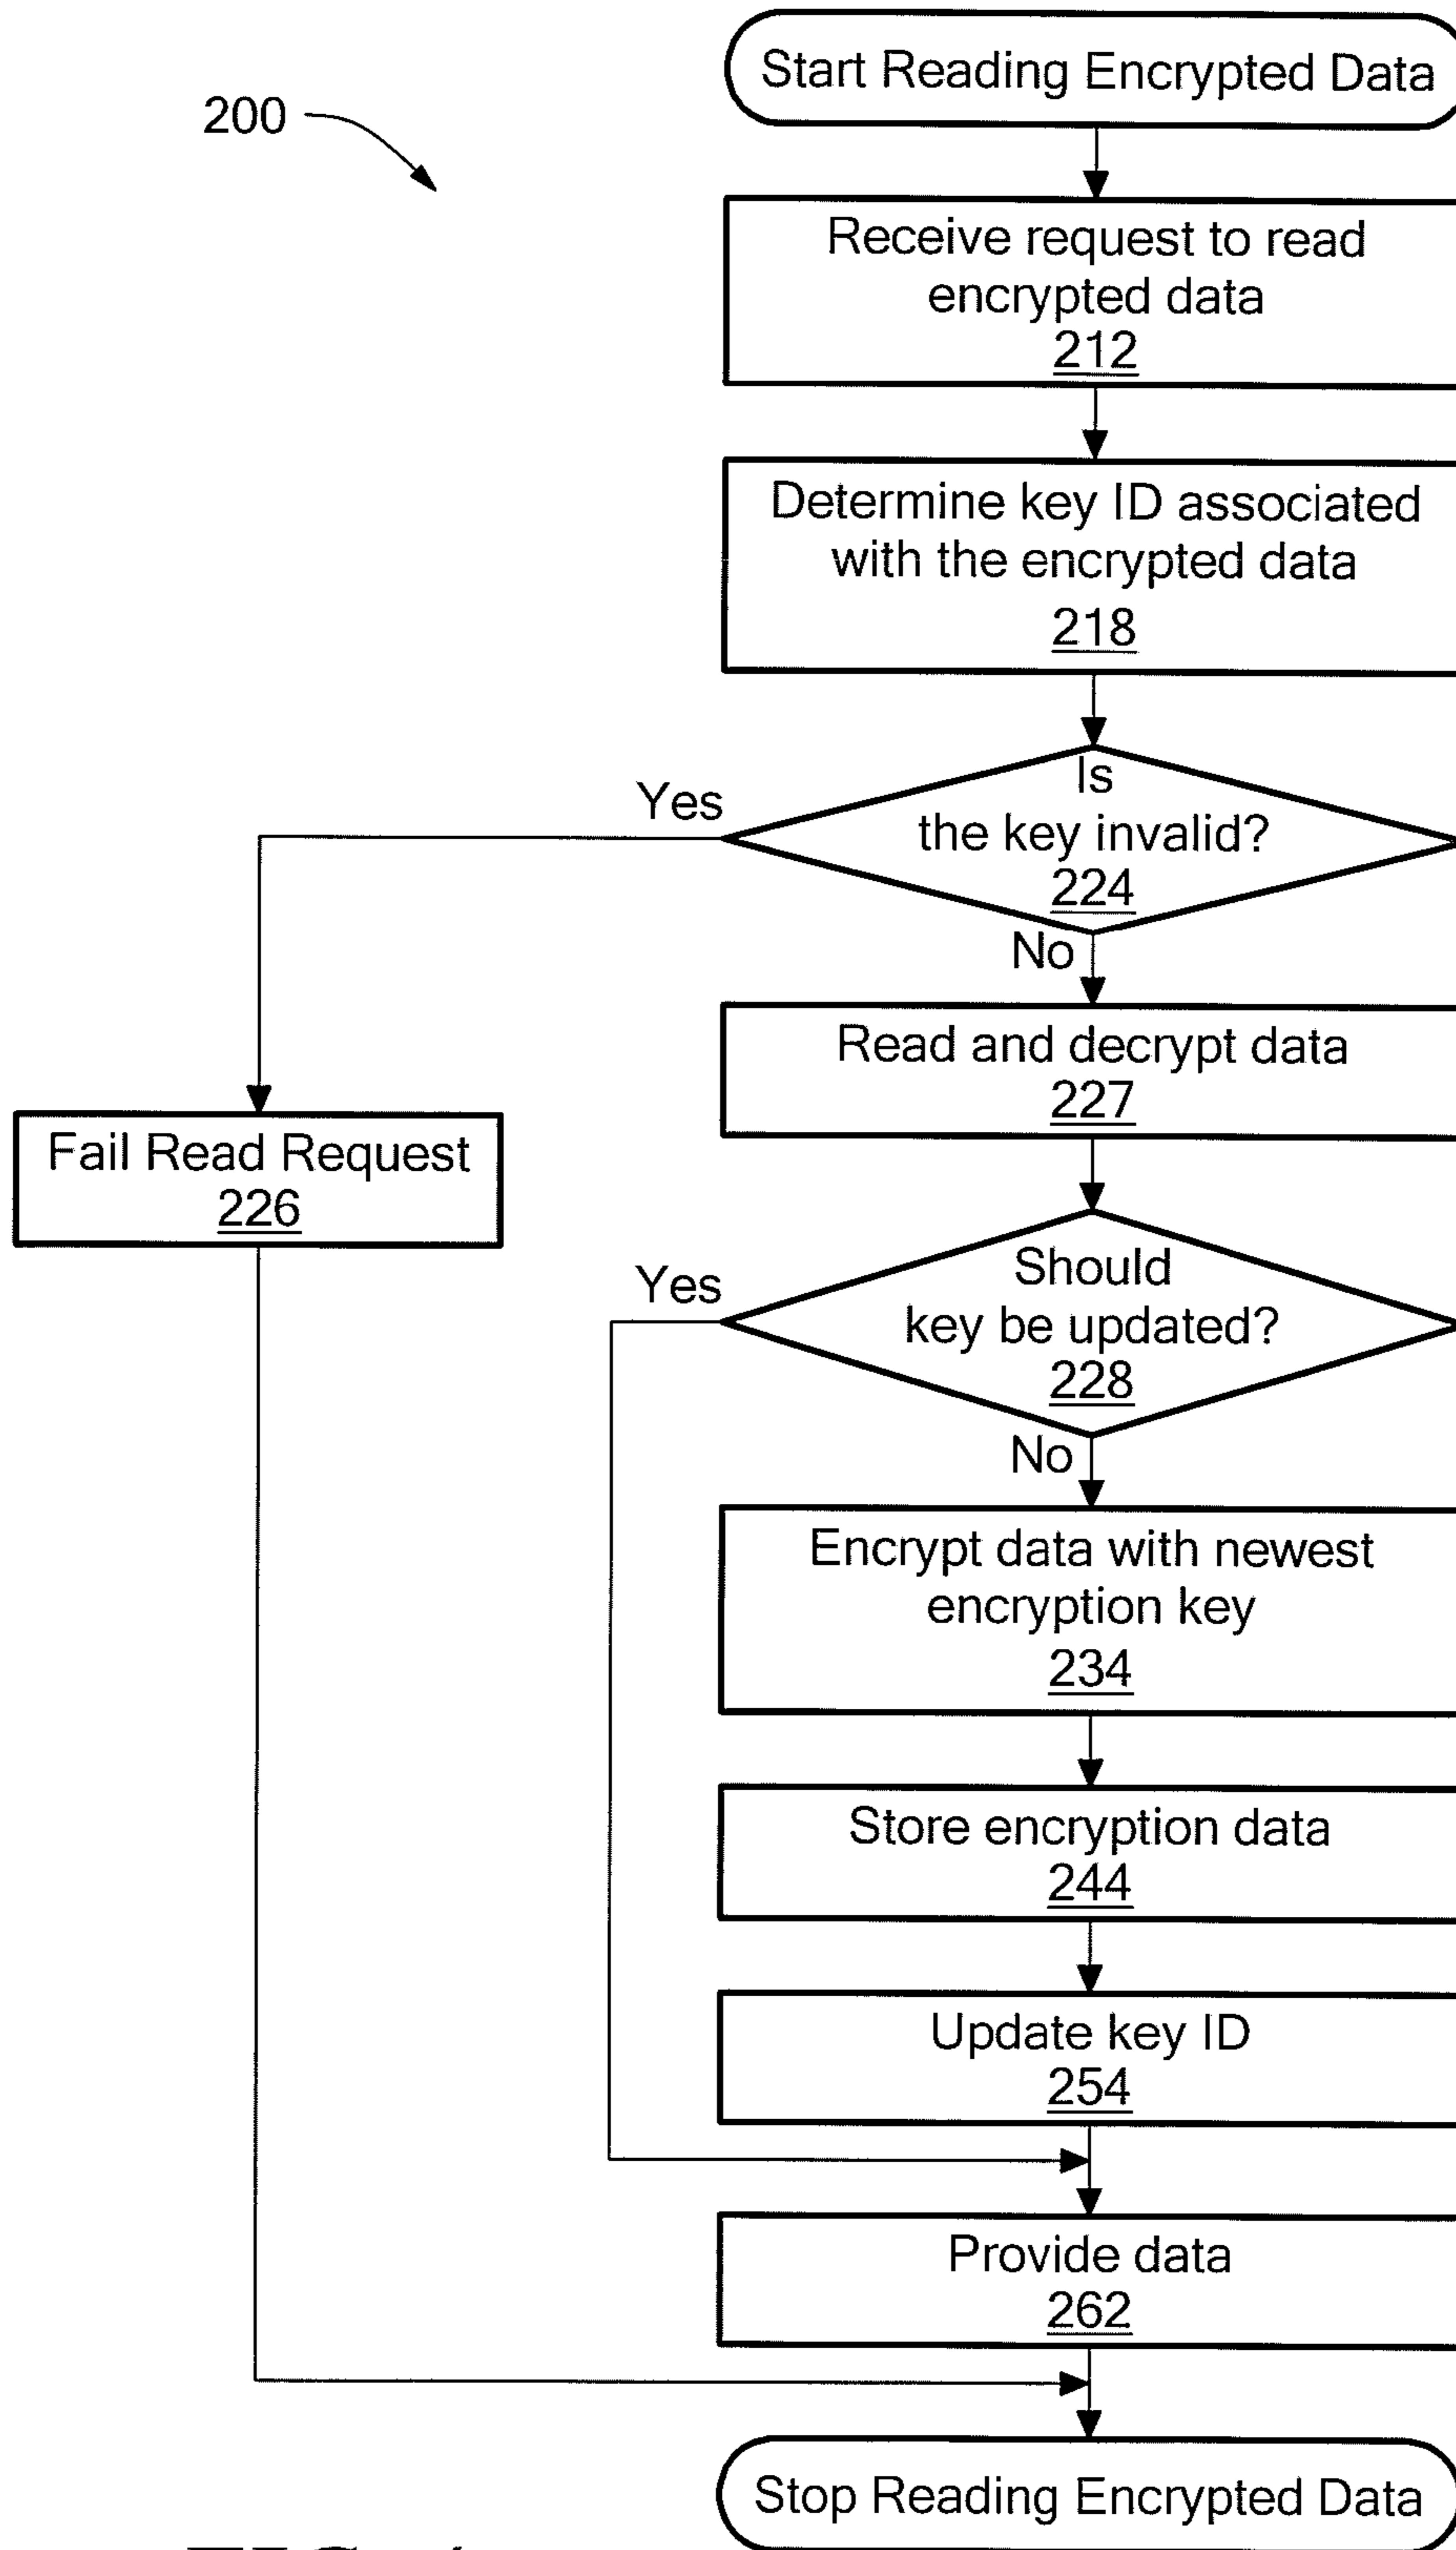 Start Reading Encrypted Data
200
Receive request to read
encrypted data
212
Determine key ID associated
with the encrypted data
218
Is
the key invalid?
224
Yes
No
Read and decrypt data
227
Fail Read Request
226
Should
key be updated?
228
Yes
No
Encrypt data with newest
encryption key
234
Store encryption data
244
Update key ID
254
Provide data
262
Stop Reading Encrypted Data